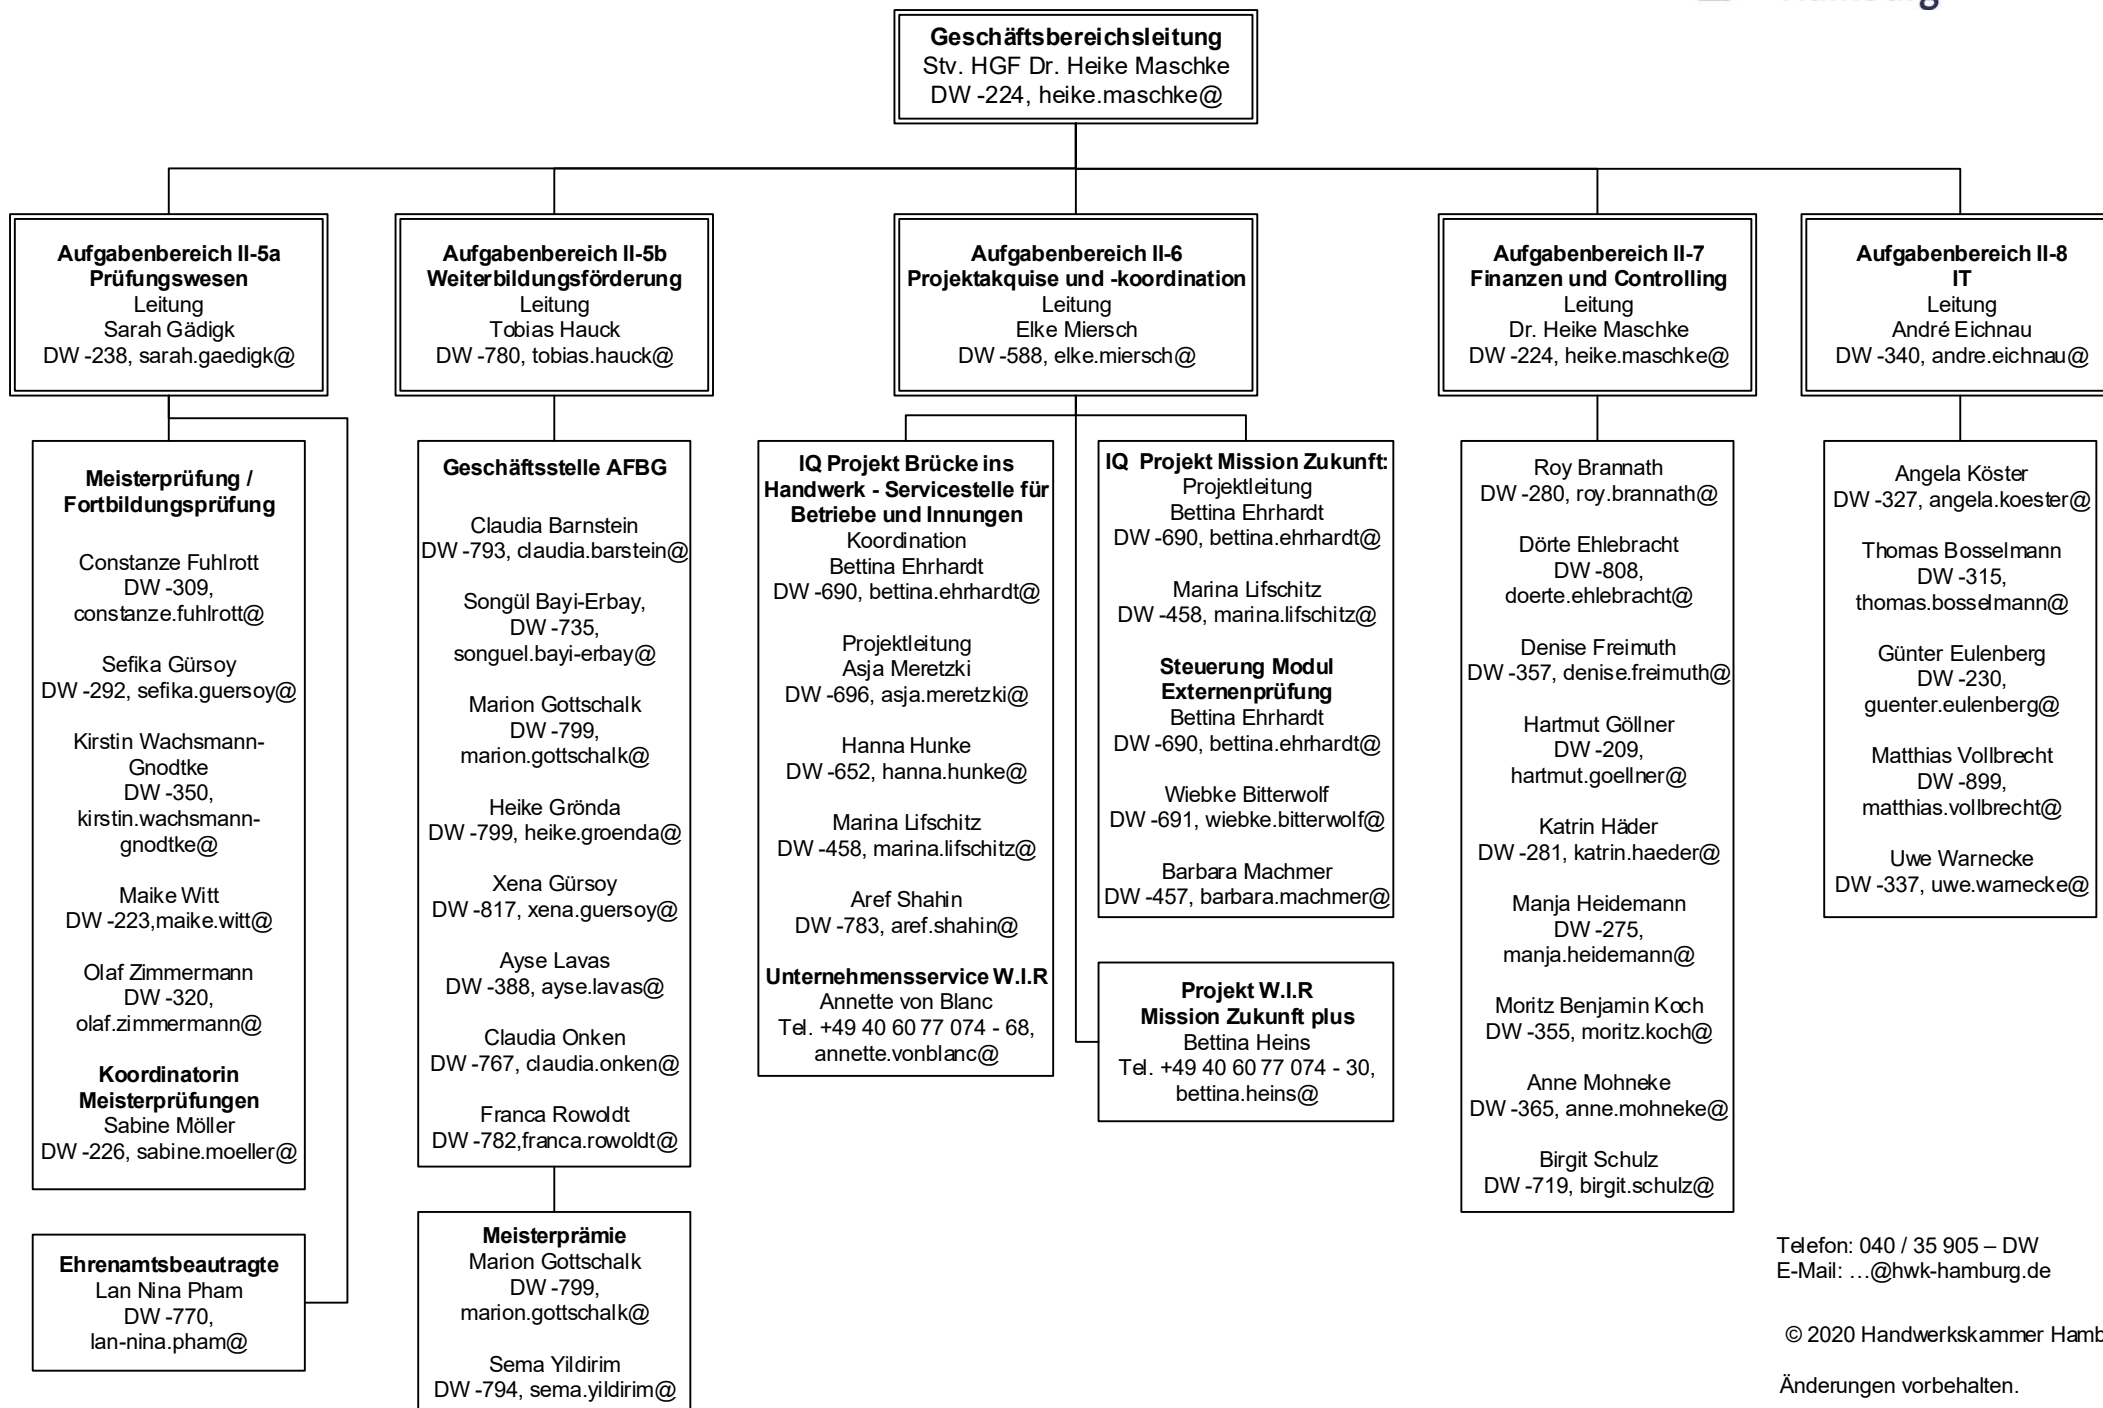 Geschäftsbereichsleitung
Stv. HGF Dr. Heike Maschke
DW -224, heike.maschke@
Aufgabenbereich II-5a
Prüfungswesen
Leitung
Sarah Gädigk
DW -238, sarah.gaedigk@
Aufgabenbereich II-5b
Weiterbildungsförderung
Leitung
Tobias Hauck
DW -780, tobias.hauck@
Aufgabenbereich II-6
Projektakquise und -koordination
Leitung
Elke Miersch
DW -588, elke.miersch@
Aufgabenbereich II-7
Finanzen und Controlling
Leitung
Dr. Heike Maschke
DW -224, heike.maschke@
Aufgabenbereich II-8
IT
Leitung
André Eichnau
DW -340, andre.eichnau@
Meisterprüfung /
Fortbildungsprüfung
Constanze Fuhlrott
DW -309,
constanze.fuhlrott@
Sefika Gürsoy
DW -292, sefika.guersoy@
Kirstin Wachsmann-
Gnodtke
DW -350,
kirstin.wachsmann-
gnodtke@
Maike Witt
DW -223,maike.witt@
Olaf Zimmermann
DW -320,
olaf.zimmermann@
Koordinatorin
Meisterprüfungen
Sabine Möller
DW -226, sabine.moeller@
Ehrenamtsbeautragte
Lan Nina Pham
DW -770,
lan-nina.pham@
Geschäftsstelle AFBG
Claudia Barnstein
DW -793, claudia.barstein@
Songül Bayi-Erbay,
DW -735,
songuel.bayi-erbay@
Marion Gottschalk
DW -799,
marion.gottschalk@
Heike Grönda
DW -799, heike.groenda@
Xena Gürsoy
DW -817, xena.guersoy@
Ayse Lavas
DW -388, ayse.lavas@
Claudia Onken
DW -767, claudia.onken@
Franca Rowoldt
DW -782,franca.rowoldt@
Meisterprämie
Marion Gottschalk
DW -799,
marion.gottschalk@
Sema Yildirim
DW -794, sema.yildirim@
IQ Projekt Brücke ins
Handwerk - Servicestelle für
Betriebe und Innungen
Koordination
Bettina Ehrhardt
DW -690, bettina.ehrhardt@
Projektleitung
Asja Meretzki
DW -696, asja.meretzki@
Hanna Hunke
DW -652, hanna.hunke@
Marina Lifschitz
DW -458, marina.lifschitz@
Aref Shahin
DW -783, aref.shahin@
Unternehmensservice W.I.R
Annette von Blanc
Tel. +49 40 60 77 074 - 68,
annette.vonblanc@
IQ Projekt Mission Zukunft:
Projektleitung
Bettina Ehrhardt
DW -690, bettina.ehrhardt@
Marina Lifschitz
DW -458, marina.lifschitz@
Steuerung Modul
Externenprüfung
Bettina Ehrhardt
DW -690, bettina.ehrhardt@
Wiebke Bitterwolf
DW -691, wiebke.bitterwolf@
Barbara Machmer
DW -457, barbara.machmer@
Projekt W.I.R
Mission Zukunft plus
Bettina Heins
Tel. +49 40 60 77 074 - 30,
bettina.heins@
Roy Brannath
DW -280, roy.brannath@
Dörte Ehlebracht
DW -808,
doerte.ehlebracht@
Denise Freimuth
DW -357, denise.freimuth@
Hartmut Göllner
DW -209,
hartmut.goellner@
Katrin Häder
DW -281, katrin.haeder@
Manja Heidemann
DW -275,
manja.heidemann@
Moritz Benjamin Koch
DW -355, moritz.koch@
Anne Mohneke
DW -365, anne.mohneke@
Birgit Schulz
DW -719, birgit.schulz@
Angela Köster
DW -327, angela.koester@
Thomas Bosselmann
DW -315,
thomas.bosselmann@
Günter Eulenberg
DW -230,
guenter.eulenberg@
Matthias Vollbrecht
DW -899,
matthias.vollbrecht@
Uwe Warnecke
DW -337, uwe.warnecke@
Telefon: 040 / 35 905 – DW
E-Mail: …@hwk-hamburg.de
© 2020 Handwerkskammer Hamb
Änderungen vorbehalten.